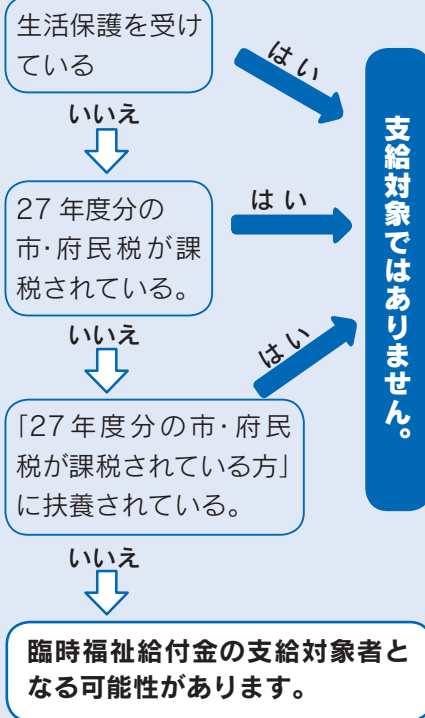 生活保護を受け
ている
はい
いいえ
27年度分の
市・府民税が課
税されている。
はい
いいえ
「27年度分の市・府民
税が課税されている方」
に扶養されている。
はい
いいえ
支給対象ではありません。
臨時福祉給付金の支給対象者と
なる可能性があります。